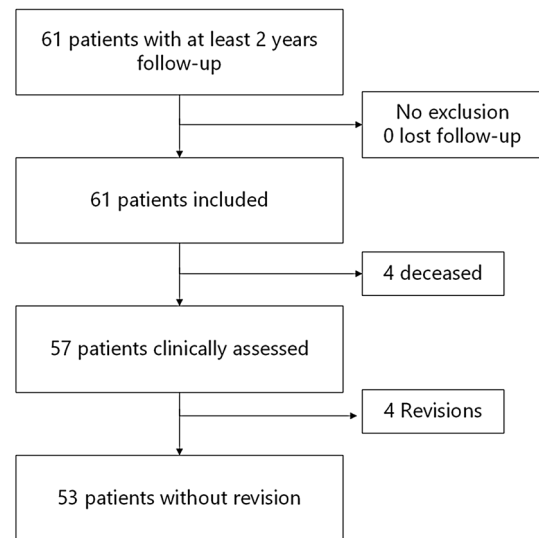 61 patients with at least 2 years
follow-up
No exclusion
0 lost follow-up
61 patients included
4 deceased
57 patients clinically assessed
4 Revisions
53 patients without revision